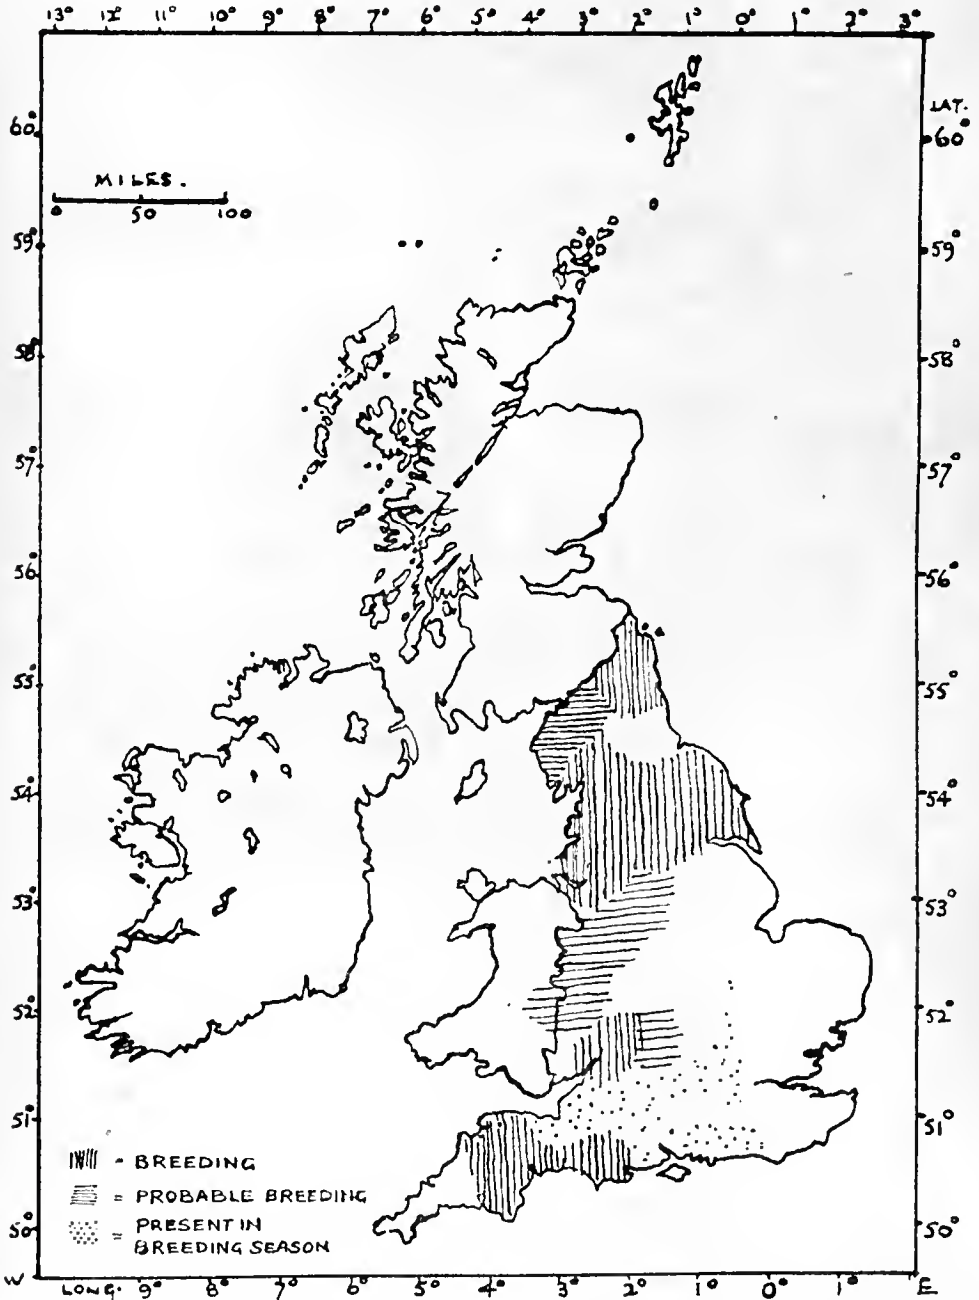 13° 12° 11° 10° 9° 8° 7° 6° 5° 4° 3° 2° 1° 0° 1° 2° 3°
LAT.
60° 60°
MILES.
0 50 100
59° 59°
58° 58°
57° 57°
56° 56°
55° 55°
54° 54°
53° 53°
52° 52°
51° 51°
= BREEDING
= PROBABLE BREEDING
= PRESENT IN
BREEDING SEASON
50° 50°
W LONG. 9° 8° 7° 6° 5° 4° 3° 2° 1° 0° 1° 2° E